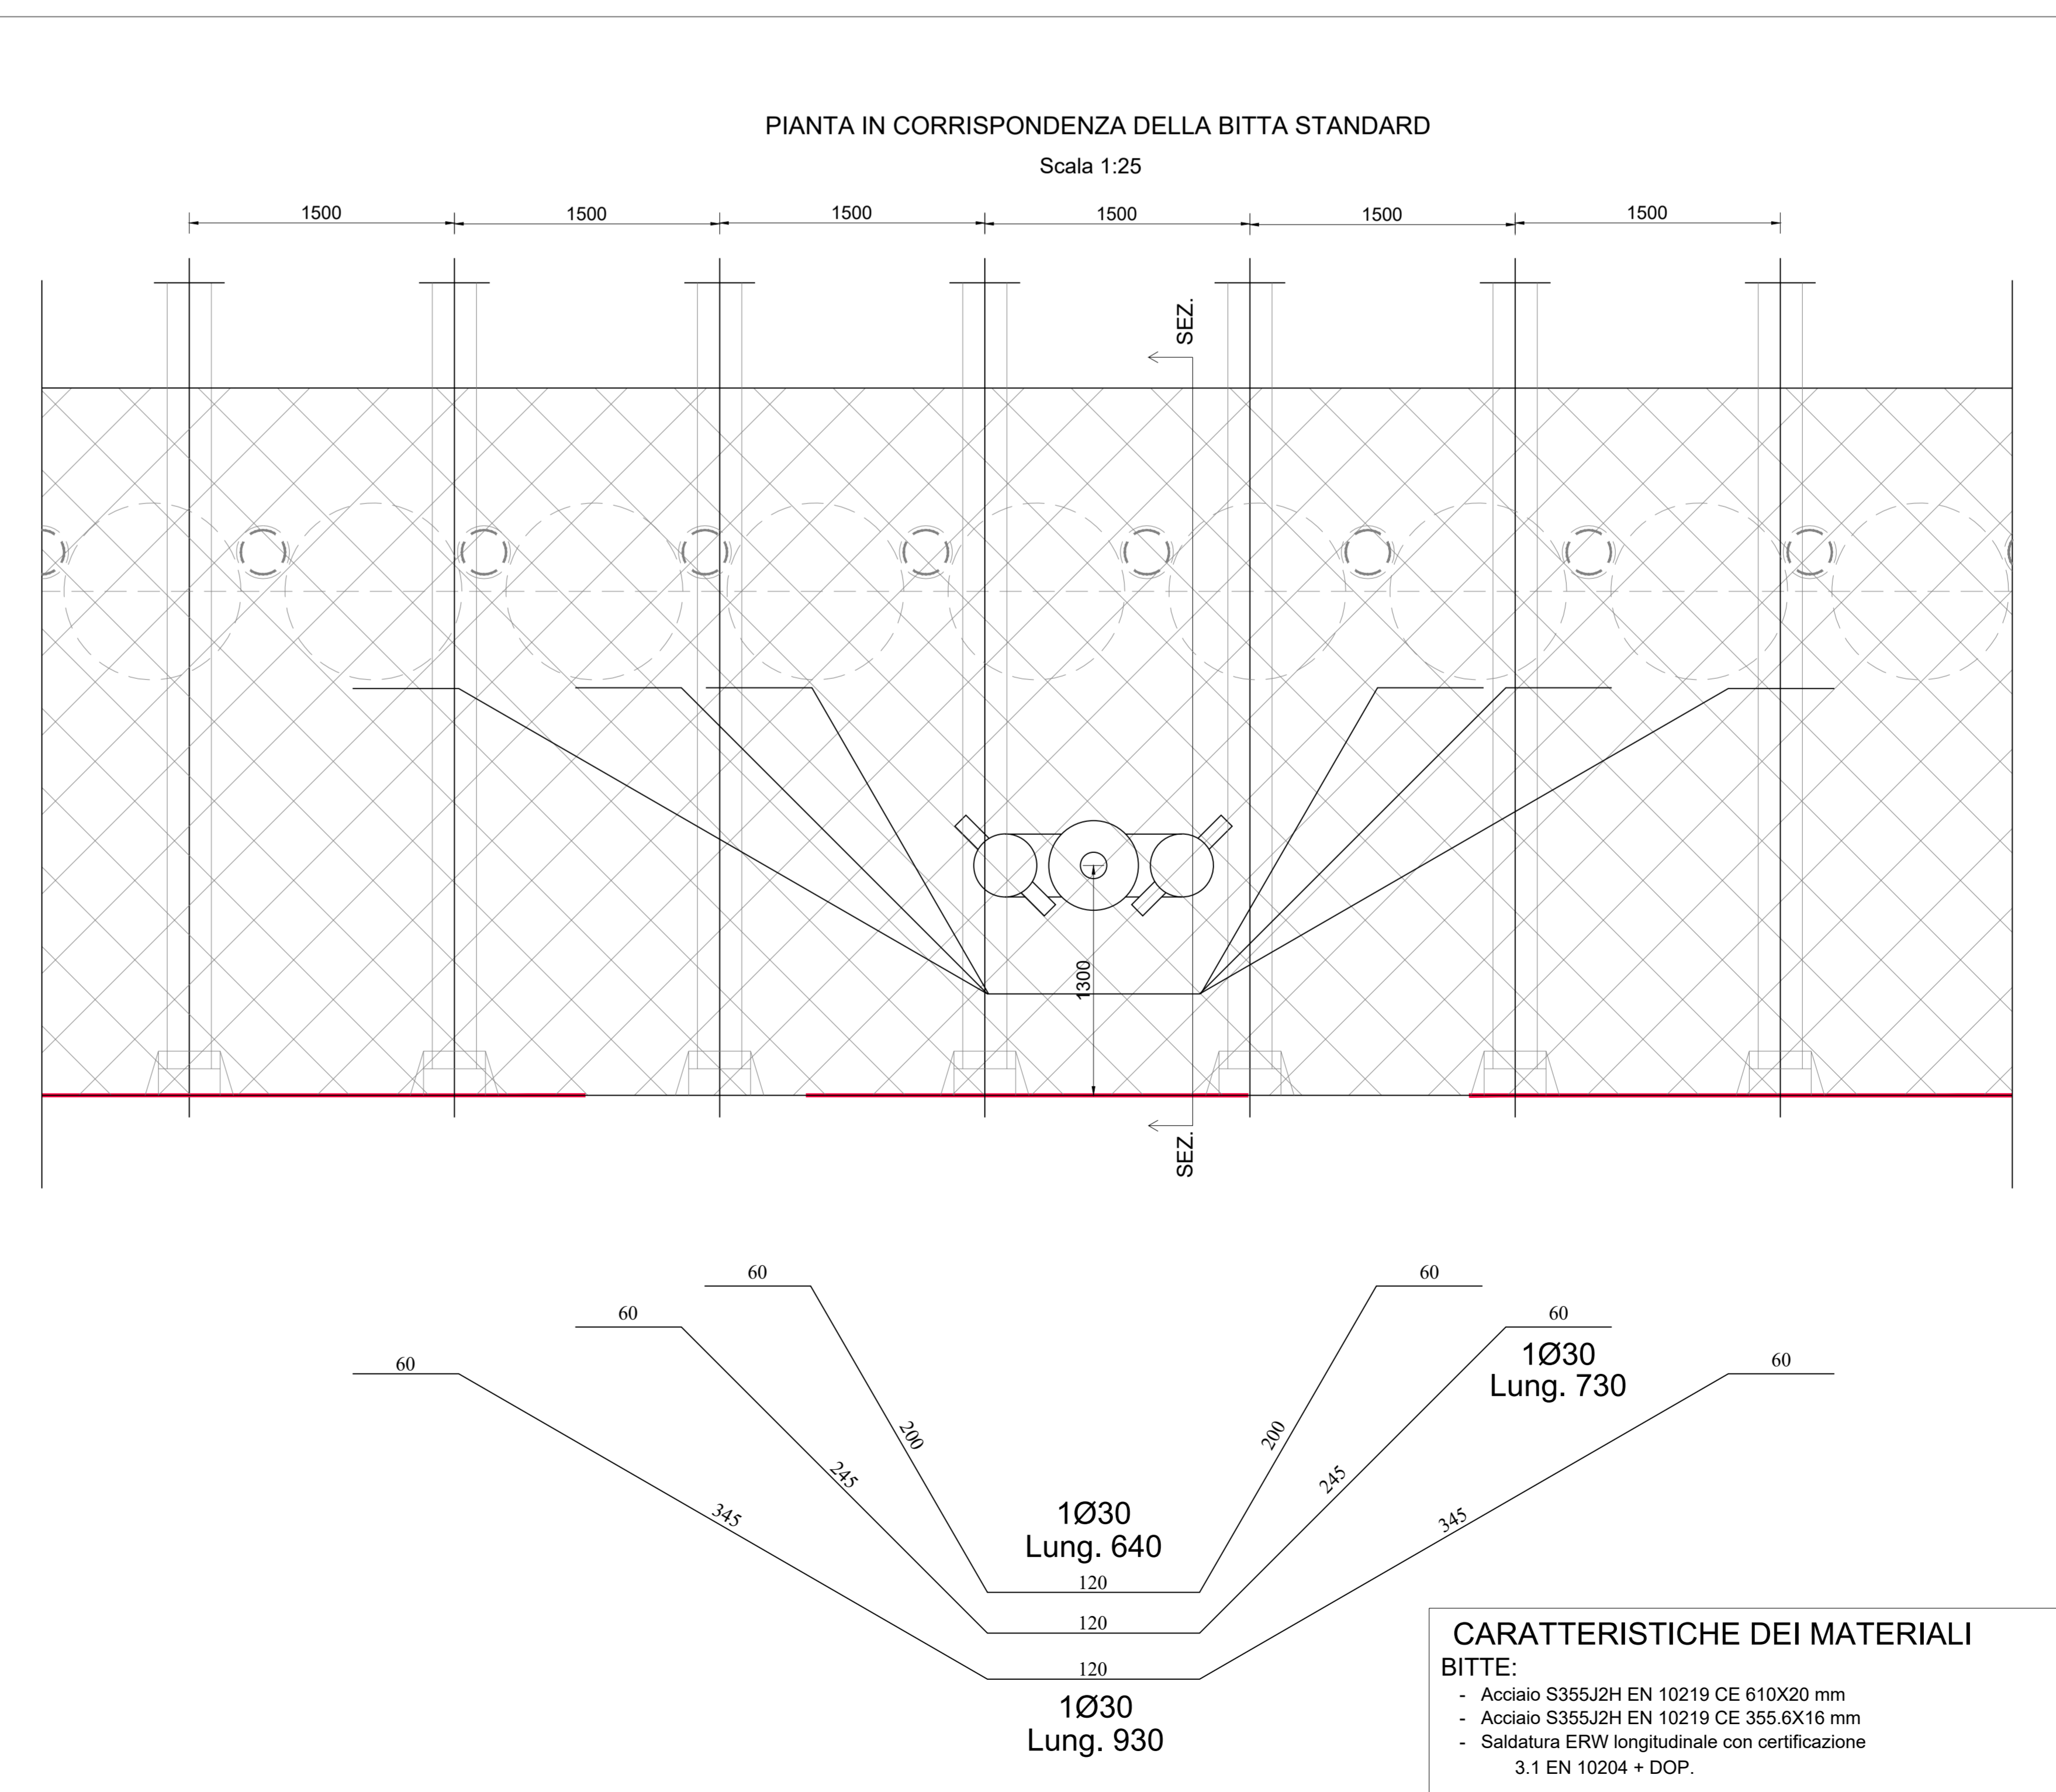 PIANTA IN CORRISPONDENZA DELLA BITTA STANDARD
Scala 1:25
1500 1500 1500 1500 1500 1500
SEZ.
1300
SEZ.
60 60
60 60
1Ø30
Lung. 730
60 60
200 200
245 245
345 345
1Ø30
Lung. 640
120
120
120
1Ø30
Lung. 930
CARATTERISTICHE DEI MATERIALI
BITTE:
- Acciaio S355J2H EN 10219 CE 610X20 mm
- Acciaio S355J2H EN 10219 CE 355.6X16 mm
- Saldatura ERW longitudinale con certificazione
3.1 EN 10204 + DOP.